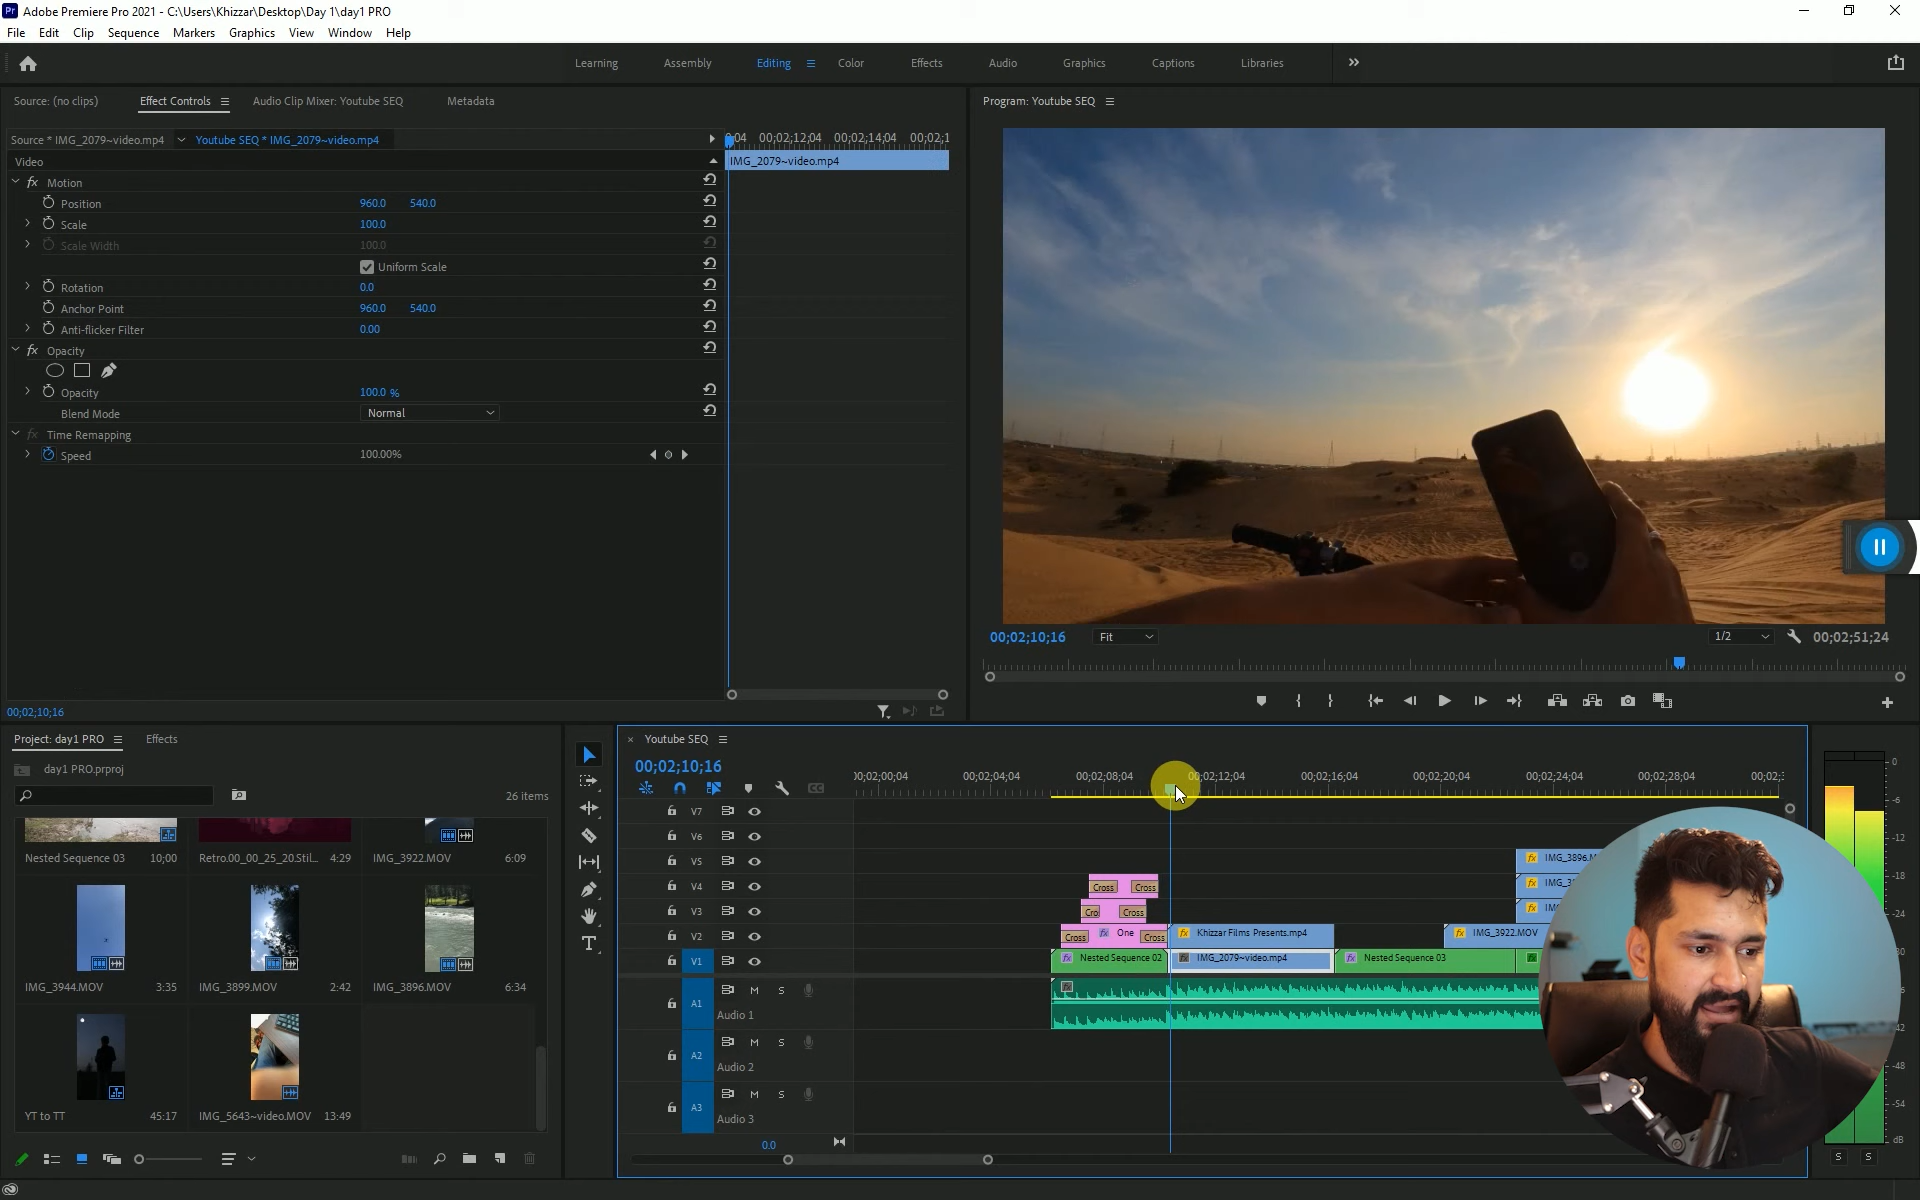 Adobe Premiere Pro 2021 - C:\Users\Khizzar\Desktop\Day 1\day1 PRO
File Edit Clip Sequence Markers Graphics View Window Help
Learning Assembly Editing Color Effects Audio Graphics Captions Libraries
Source: (no clips) Effect Controls Audio Clip Mixer: Youtube SEQ Metadata
Program: Youtube SEQ
Source * IMG_2079~video.mp4 Youtube SEQ * IMG_2079~video.mp4
00;02;12;04 00;02;14;04
Video
IMG_2079~video.mp4
fx Motion
Position 960.0 540.0
Scale 100.0
Scale Width 100.0
Uniform Scale
Rotation 0.0
Anchor Point 960.0 540.0
Anti-flicker Filter 0.00
fx Opacity
Opacity 100.0 %
Blend Mode Normal
fx Time Remapping
Speed 100.00%
00;02;10;16
00;02;10;16 Fit 1/2 00;02;51;24
Project: day1 PRO Effects
day1 PRO.prproj
26 items
Nested Sequence 03 10;00
Retro.00_00_25_20.Stil... 4:29
IMG_3922.MOV 6:09
IMG_3944.MOV 3:35
IMG_3899.MOV 2:42
IMG_3896.MOV 6:34
YT to TT 45:17
IMG_5643~video.MOV 13:49
Youtube SEQ
00;02;10;16
00;02;04;04 00;02;08;04 00;02;12;04 00;02;16;04 00;02;20;04 00;02;24;04 00;02;28;04
V7
V6
V5
V4 Cross Cross
V3 Cro Cross
V2 Cross fx One Cross fx Khizzar Films Presents.mp4 fx IMG_3922.MOV
V1 fx Nested Sequence 02 fx IMG_2079~video.mp4 fx Nested Sequence 03
A1 M S
Audio 1
A2 M S
Audio 2
A3 M S
Audio 3
0.0
0
-6
-12
-18
-24
-48
-54
dB
S S